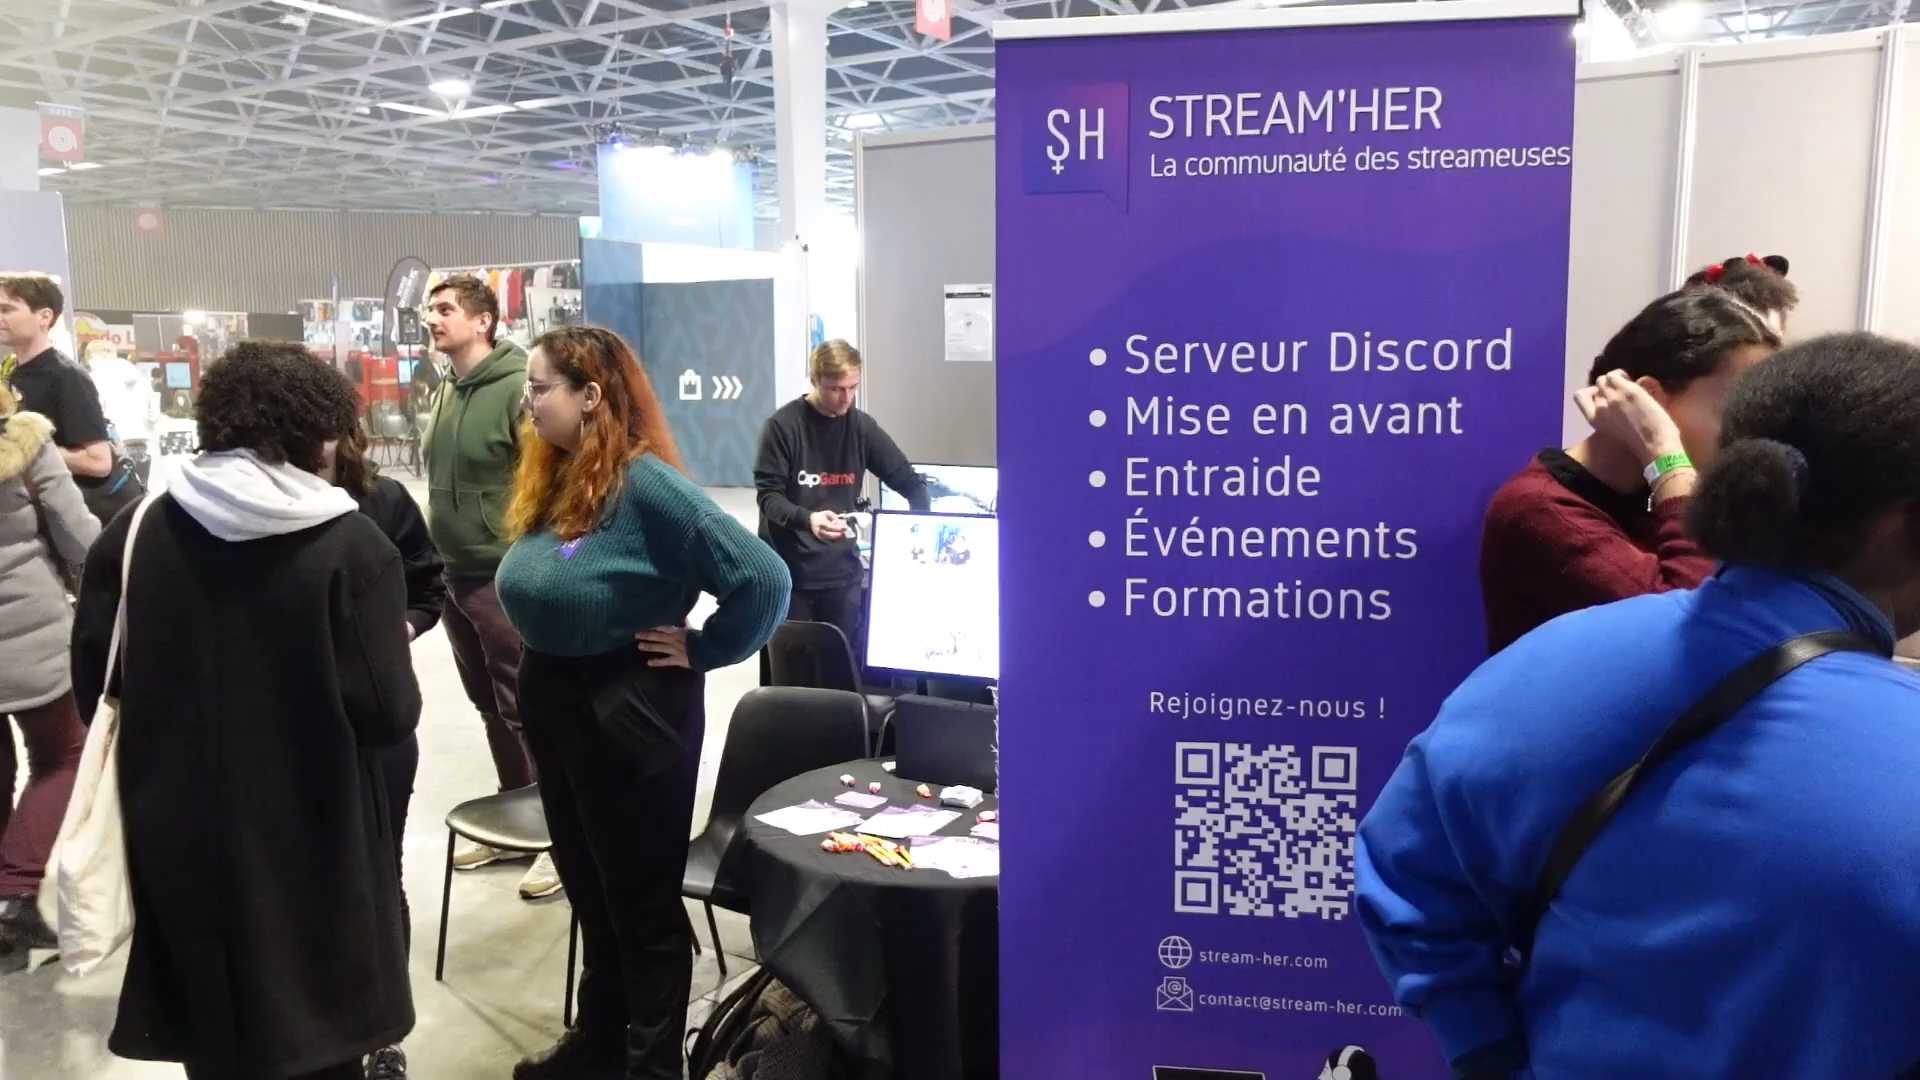 SH
STREAM'HER
La communauté des streameuses
• Serveur Discord
• Mise en avant
• Entraide
• Événements
• Formations
Rejoignez-nous !
stream-her.com
contact@stream-her.com
CapGame